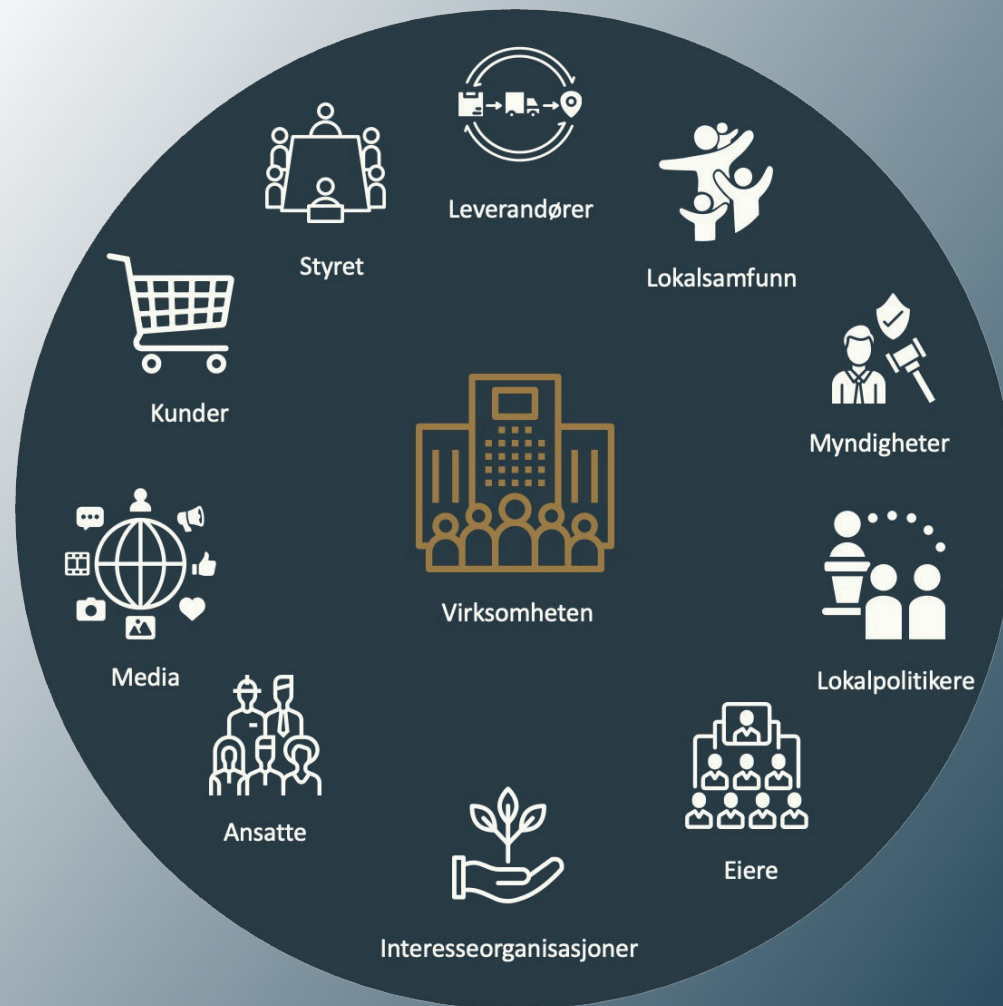 Leverandører
Styret
Lokalsamfunn
Kunder
Myndigheter
Virksomheten
Media
Lokalpolitikere
Ansatte
Eiere
Interesseorganisasjoner